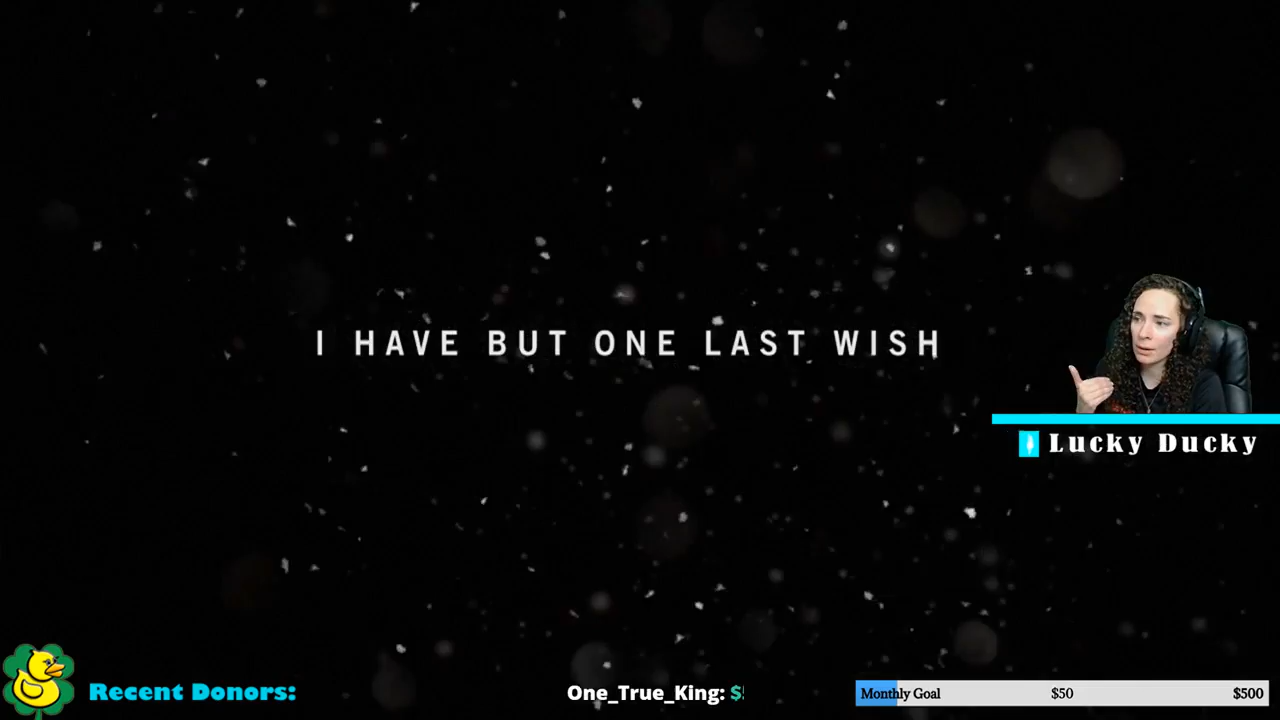 I HAVE BUT ONE LAST WISH
Lucky Ducky
Recent Donors:
One_True_King: $
Monthly Goal $50 $500